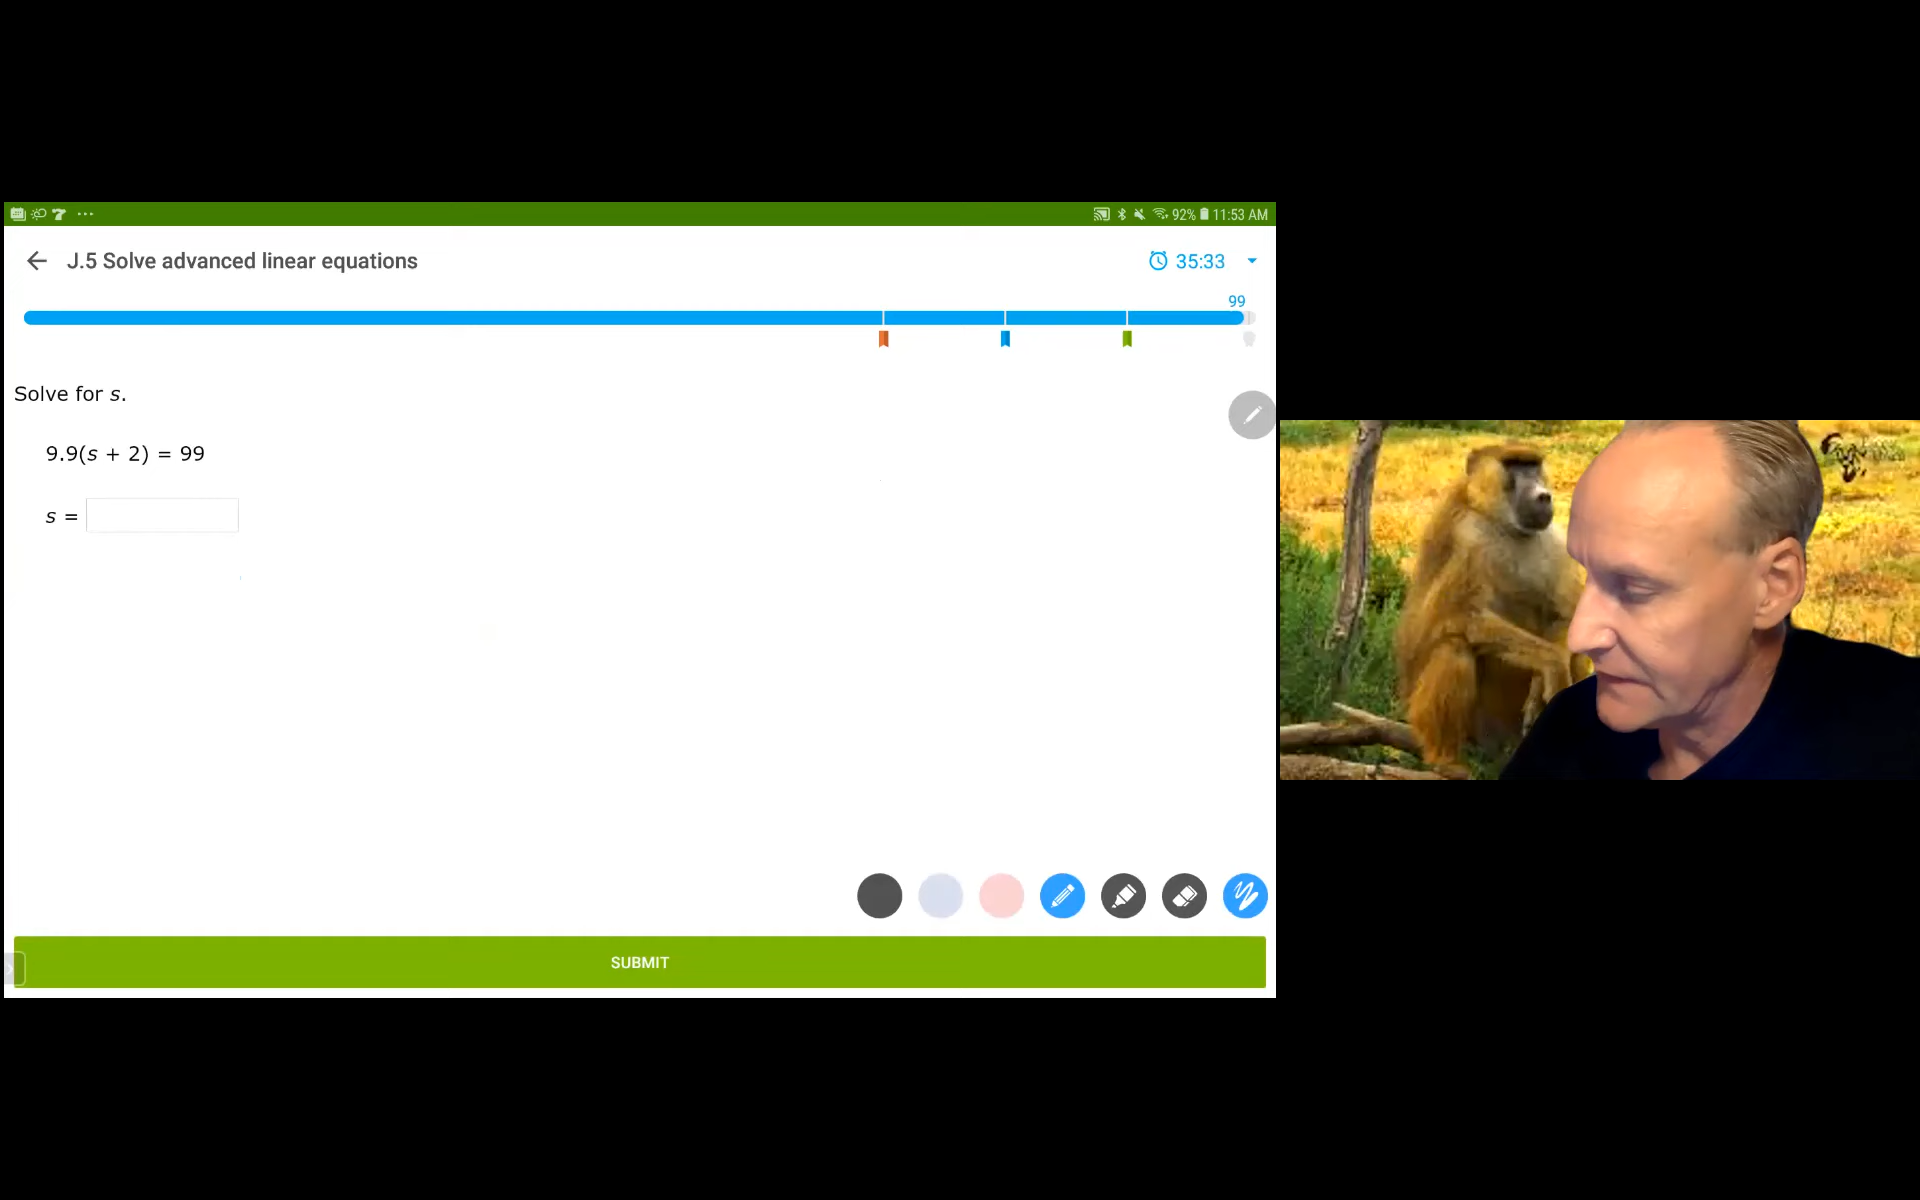 92% 11:53 AM
J.5 Solve advanced linear equations
35:33
99
Solve for s.
9.9(s + 2) = 99
s =
SUBMIT